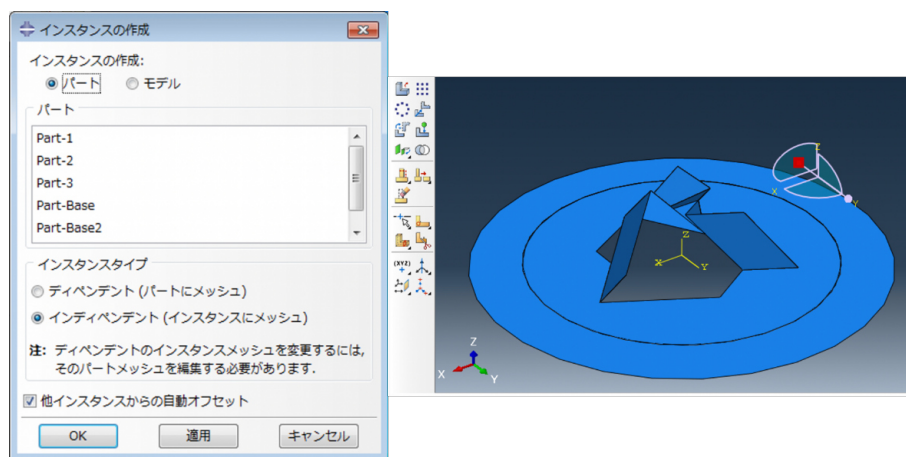 インスタンスの作成
インスタンスの作成:
パート
モデル
パート
Part-1
Part-2
Part-3
Part-Base
Part-Base2
インスタンスタイプ
ディペンデント (パートにメッシュ)
インディペンデント (インスタンスにメッシュ)
注: ディペンデントのインスタンスメッシュを変更するには,
そのパートメッシュを編集する必要があります.
他インスタンスからの自動オフセット
OK
適用
キャンセル
(XYZ)
Z
X
Y
Z
X
Y
Z
X
Y